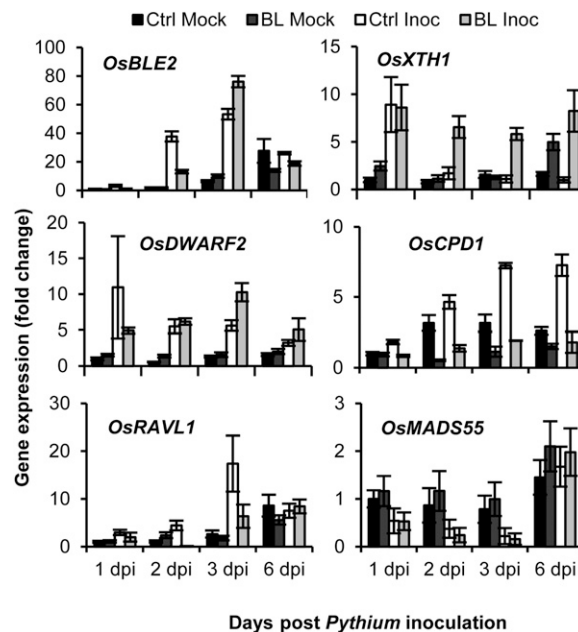 Ctrl Mock BL Mock Ctrl Inoc BL Inoc
Gene expression (fold change)
OsBLE2
100
80
60
40
20
0
OsXTH1
15
10
5
0
OsDWARF2
20
15
10
5
0
OsCPD1
10
5
0
OsRAVL1
30
20
10
0
1 dpi 2 dpi 3 dpi 6 dpi
OsMADS55
3
2
1
0
1 dpi 2 dpi 3 dpi 6 dpi
Days post Pythium inoculation